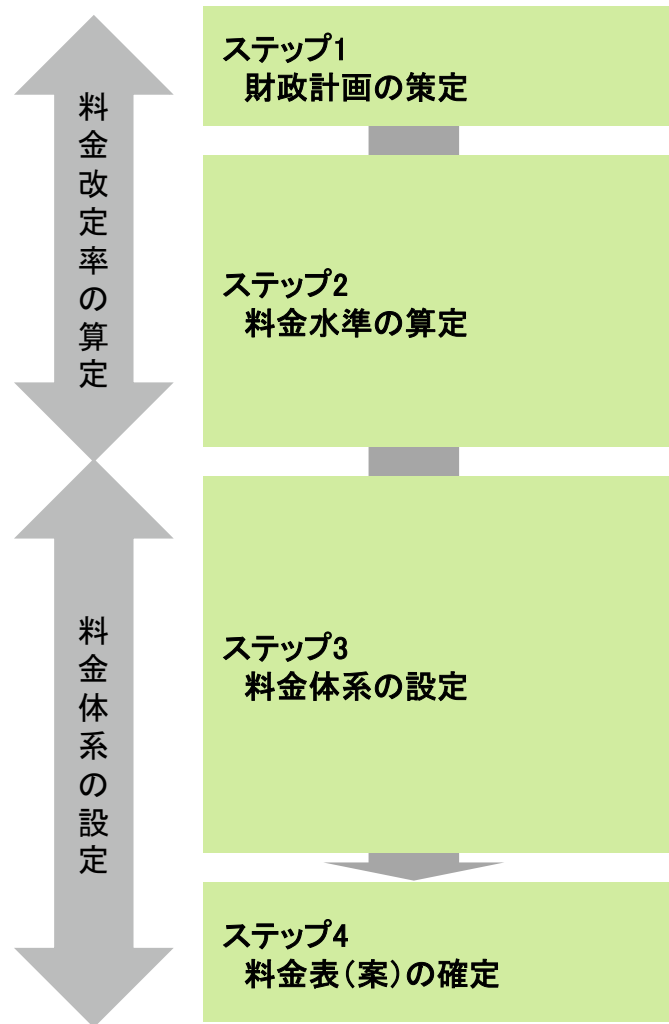 料金改定率の算定
ステップ1
財政計画の策定
ステップ2
料金水準の算定
料金体系の設定
ステップ3
料金体系の設定
ステップ4
料金表（案）の確定